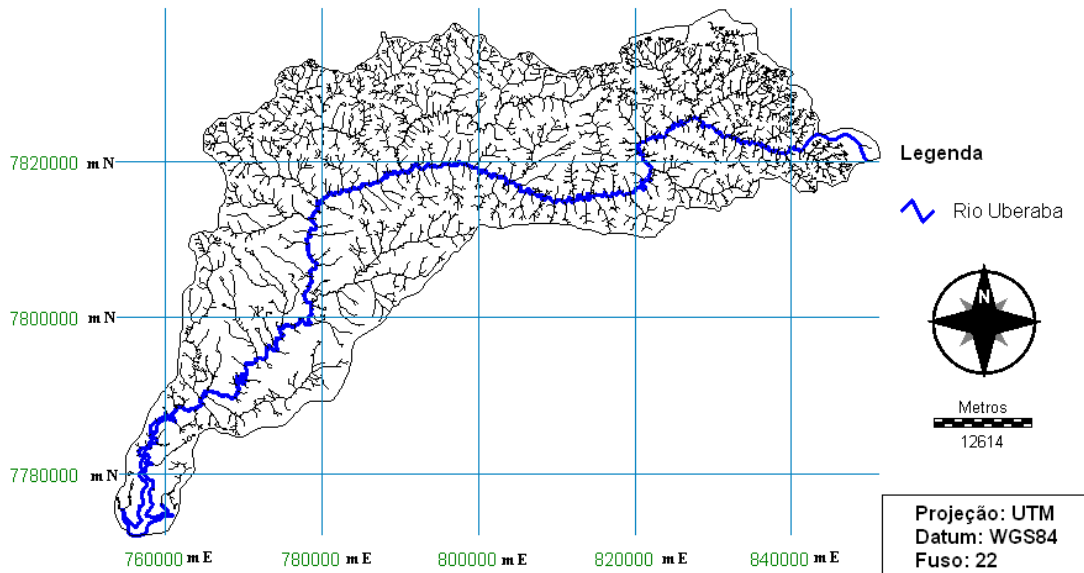 7820000 m N
7800000 m N
7780000 m N
760000 m E 780000 m E 800000 m E 820000 m E 840000 m E
Legenda
Rio Uberaba
N
Metros
12614
Projeção: UTM
Datum: WGS84
Fuso: 22